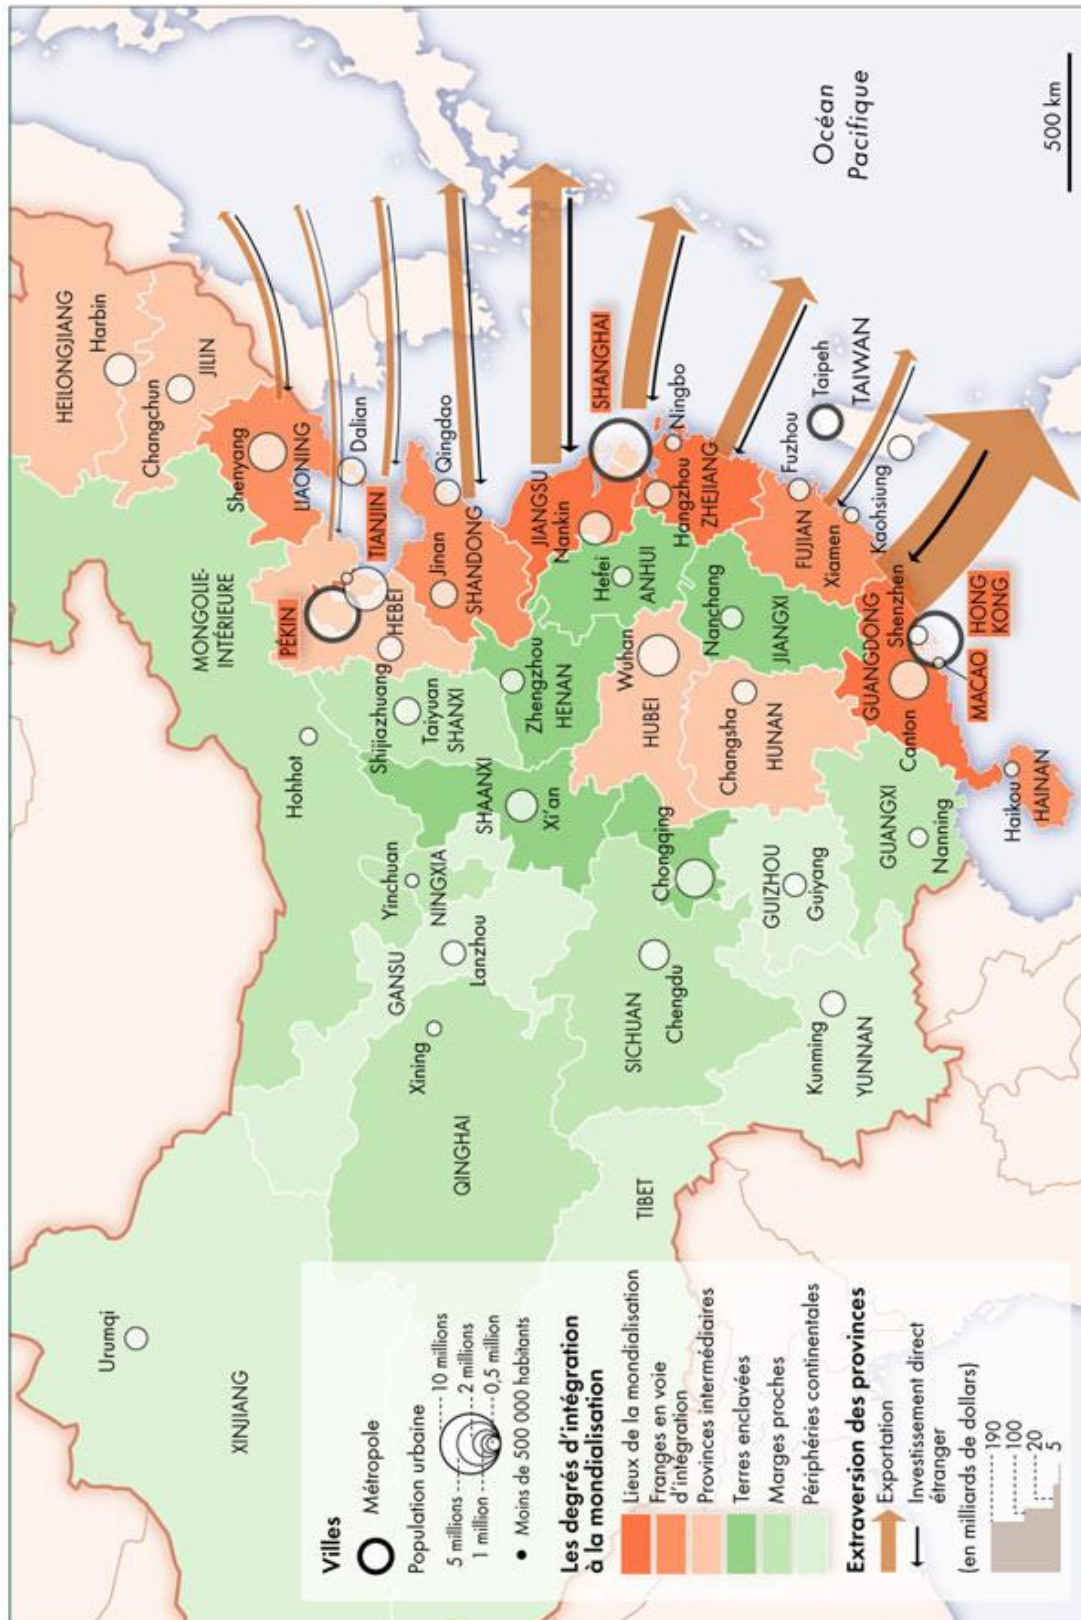 HEILONGJIANG
Harbin
Changchun
JILIN
Shenyang
LIAONING
Dalian
MONGOLIE-
INTÉRIEURE
PÉKIN
TIANJIN
HEBEI
Shijiazhuang
Qingdao
Jinan
SHANDONG
Hohhot
Taiyuan
SHANXI
Urumqi
XINJIANG
Yinchuan
NINGXIA
GANSU
Lanzhou
Xining
QINGHAI
SHAANXI
Xi'an
Zhengzhou
HENAN
JIANGSU
Nankin
SHANGHAI
Hefei
ANHUI
Ningbo
Hangzhou
ZHEJIANG
Wuhan
HUBEI
Chongqing
SICHUAN
Chengdu
TIBET
Nanchang
JIANGXI
Changsha
HUNAN
GUIZHOU
Guiyang
Kunming
YUNNAN
Fuzhou
FUJIAN
Xiamen
Taipeh
TAIWAN
Kaohsiung
GUANGDONG
Shenzhen
Canton
HONG
KONG
MACAO
GUANGXI
Nanning
Haikou
HAINAN
Océan
Pacifique
500 km
Villes
Métropole
Population urbaine
5 millions
1 million
10 millions
2 millions
0,5 million
Moins de 500 000 habitants
Les degrés d'intégration
à la mondialisation
Lieux de la mondialisation
Franges en voie
d'intégration
Provinces intermédiaires
Terres enclavées
Marges proches
Périphéries continentales
Extraversion des provinces
Exportation
Investissement direct
étranger
(en milliards de dollars)
190
100
20
5